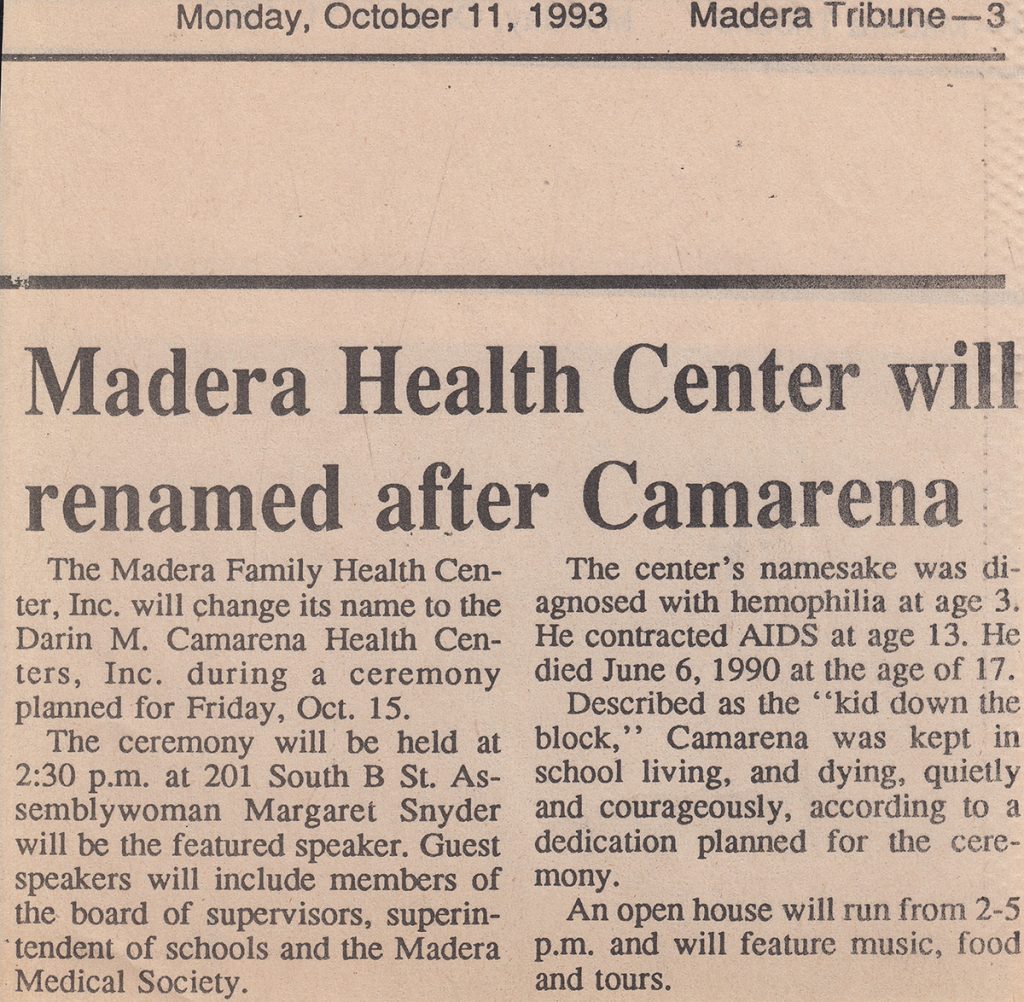 Monday, October 11, 1993 Madera Tribune—3
Madera Health Center will
renamed after Camarena
The Madera Family Health Cen-
ter, Inc. will change its name to the
Darin M. Camarena Health Cen-
ters, Inc. during a ceremony
planned for Friday, Oct. 15.
The ceremony will be held at
2:30 p.m. at 201 South B St. As-
semblywoman Margaret Snyder
will be the featured speaker. Guest
speakers will include members of
the board of supervisors, superin-
tendent of schools and the Madera
Medical Society.
The center's namesake was di-
agnosed with hemophilia at age 3.
He contracted AIDS at age 13. He
died June 6, 1990 at the age of 17.
Described as the "kid down the
block," Camarena was kept in
school living, and dying, quietly
and courageously, according to a
dedication planned for the cere-
mony.
An open house will run from 2-5
p.m. and will feature music, food
and tours.